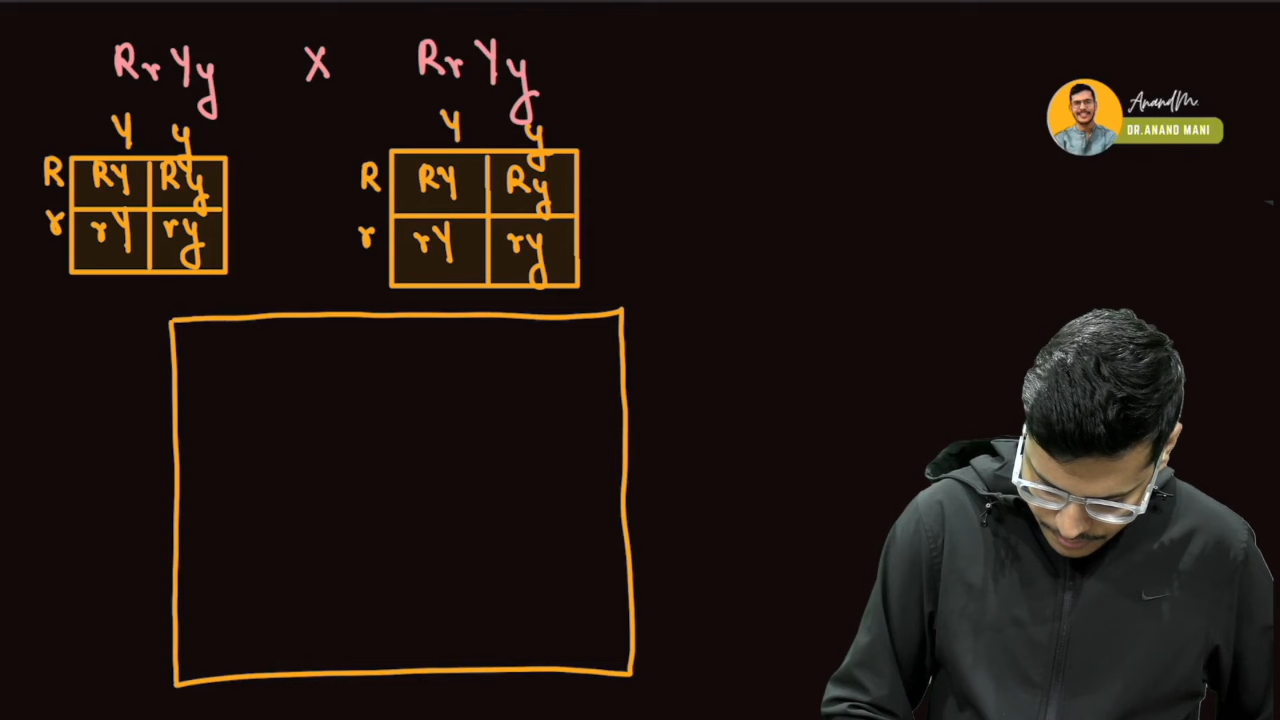 RrYy X RrYy
Y y
R RY Ry
r rY ry
Y y
R RY Ry
r rY ry
AnandM.
DR.ANAND MANI